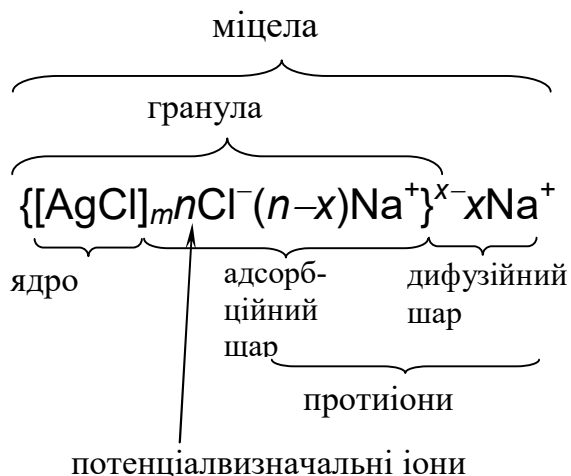 міцела
гранула
{[AgCl]ₘnCl⁻(n–x)Na⁺}ˣ⁻xNa⁺
ядро
адсорб-
ційний
шар
дифузійний
шар
протиіони
потенціалвизначальні іони